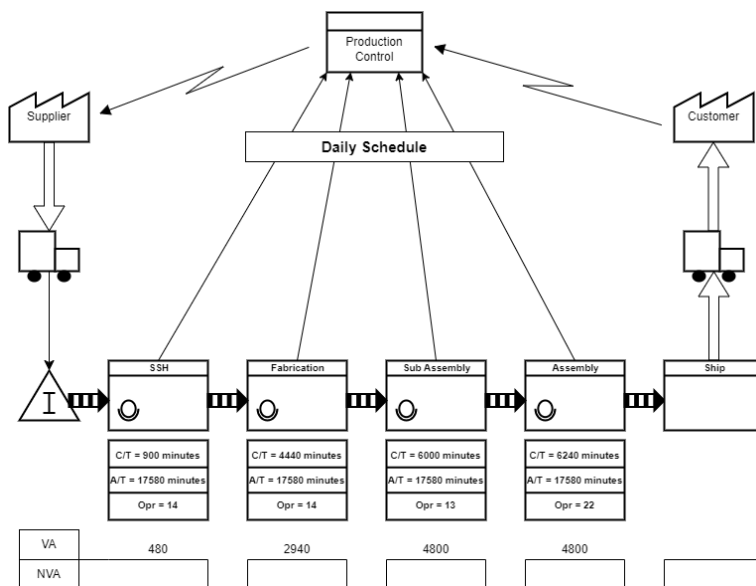 Production
Control
Supplier
Customer
Daily Schedule
I
SSH
Fabrication
Sub Assembly
Assembly
Ship
C/T = 900 minutes
C/T = 4440 minutes
C/T = 6000 minutes
C/T = 6240 minutes
A/T = 17580 minutes
A/T = 17580 minutes
A/T = 17580 minutes
A/T = 17580 minutes
Opr = 14
Opr = 14
Opr = 13
Opr = 22
VA
480
2940
4800
4800
NVA